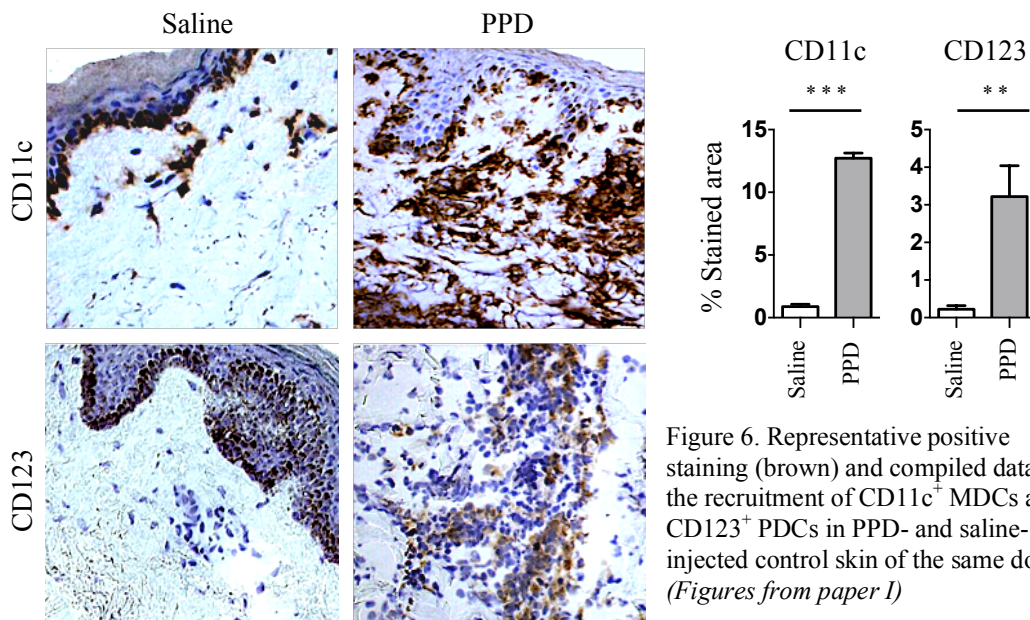 Saline
PPD
CD11c
CD123
CD11c
CD123
***
**
% Stained area
15
10
5
0
5
4
3
2
1
0
Saline
PPD
Saline
PPD
Figure 6. Representative positive
staining (brown) and compiled data
the recruitment of CD11c⁺ MDCs
CD123⁺ PDCs in PPD- and saline-
injected control skin of the same
(Figures from paper I)